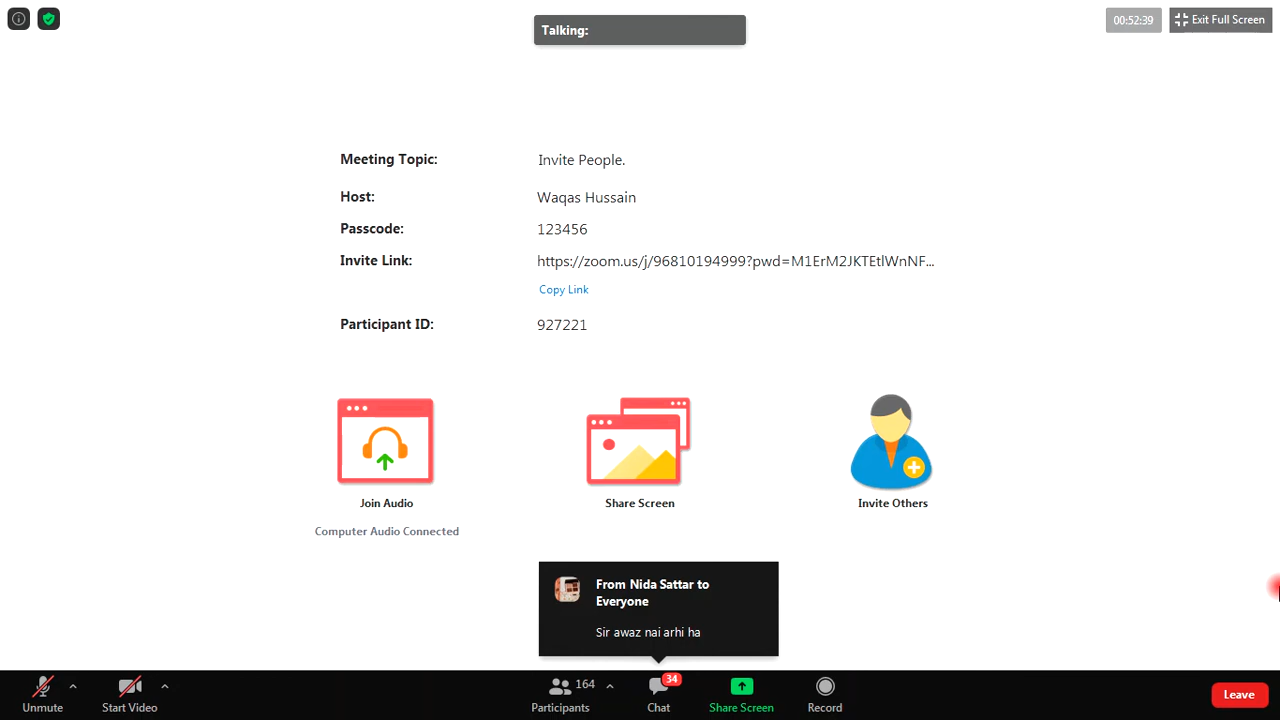 Talking:
00:52:39
Exit Full Screen
Meeting Topic: Invite People.
Host: Waqas Hussain
Passcode: 123456
Invite Link: https://zoom.us/j/96810194999?pwd=M1ErM2JKTEtlWnNF...
Copy Link
Participant ID: 927221
Join Audio
Share Screen
Invite Others
Computer Audio Connected
From Nida Sattar to
Everyone
Sir awaz nai arhi ha
Unmute
Start Video
164
Participants
34
Chat
Share Screen
Record
Leave